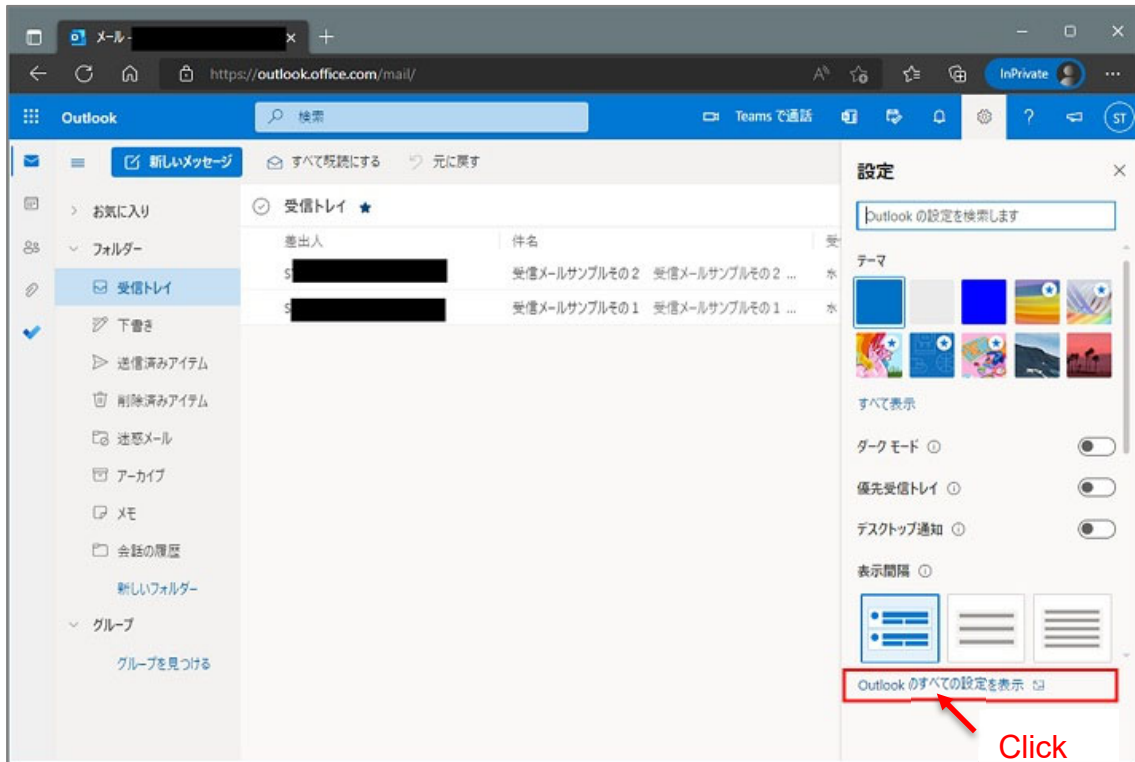 メール -
https://outlook.office.com/mail/
InPrivate
Outlook
検索
Teams で通話
ST
新しいメッセージ
すべて既読にする
元に戻す
お気に入り
フォルダー
受信トレイ
下書き
送信済みアイテム
削除済みアイテム
迷惑メール
アーカイブ
メモ
会話の履歴
新しいフォルダー
グループ
グループを見つける
受信トレイ ★
差出人 件名 受
S 受信メールサンプルその 2 受信メールサンプルその 2 ... 水
S 受信メールサンプルその 1 受信メールサンプルその 1 ... 水
設定
Outlook の設定を検索します
テーマ
すべて表示
ダーク モード
優先受信トレイ
デスクトップ通知
表示間隔
Outlook のすべての設定を表示
Click